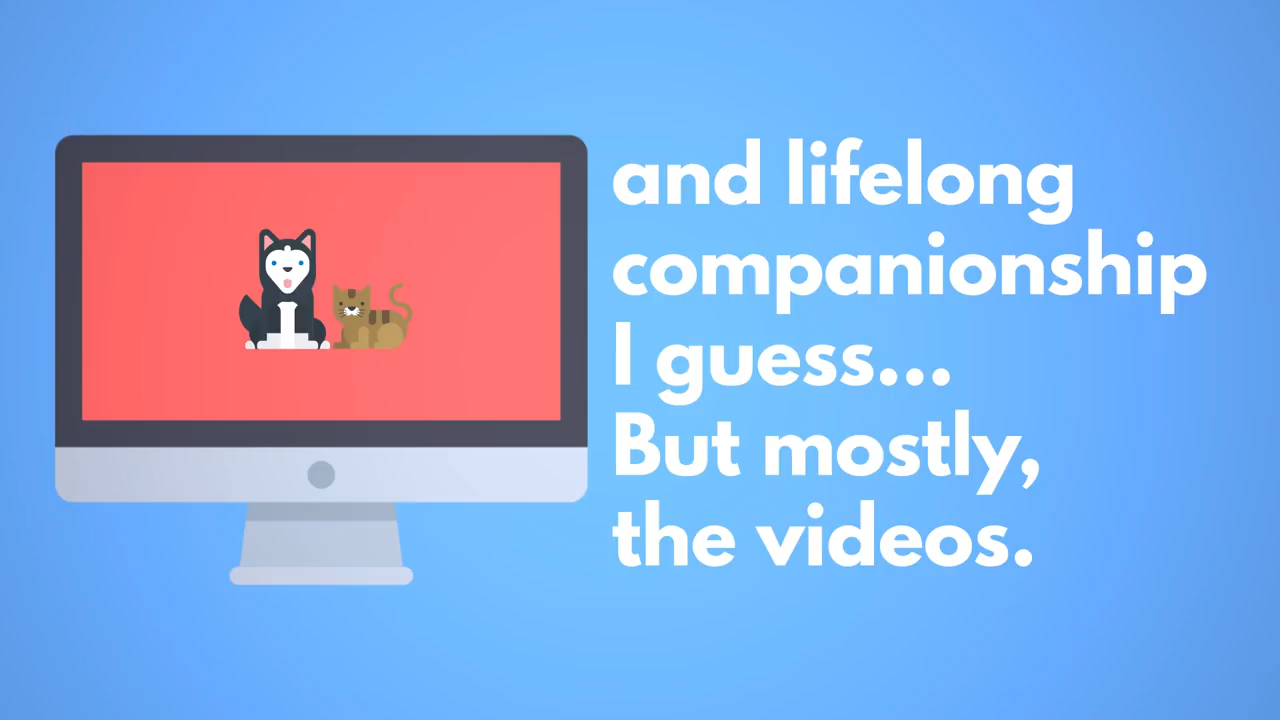 and lifelong
companionship
I guess...
But mostly,
the videos.